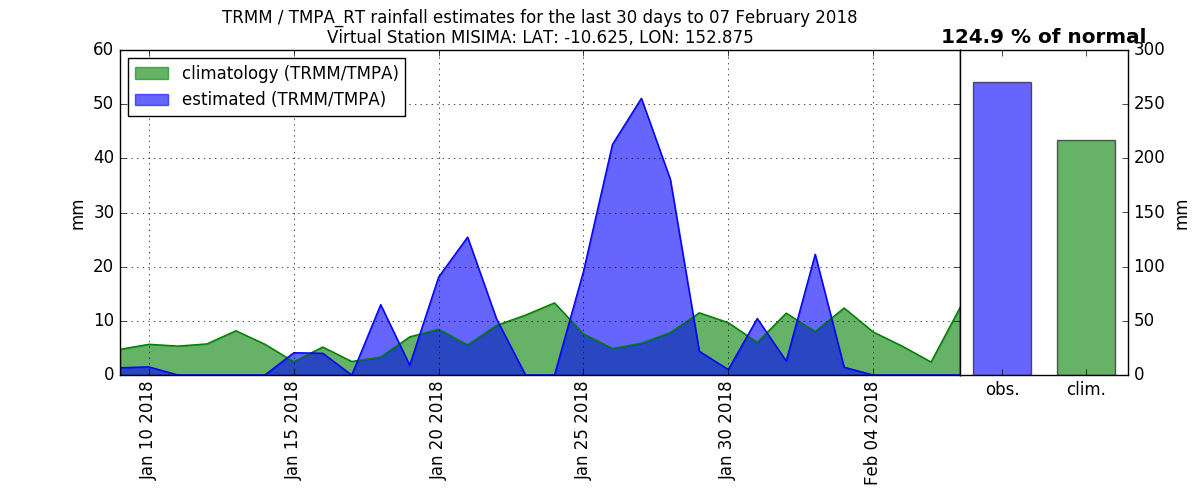 TRMM / TMPA_RT rainfall estimates for the last 30 days to 07 February 2018
Virtual Station MISIMA: LAT: -10.625, LON: 152.875
124.9 % of normal
climatology (TRMM/TMPA)
estimated (TRMM/TMPA)
60
50
40
30
20
10
0
mm
Jan 10 2018
Jan 15 2018
Jan 20 2018
Jan 25 2018
Jan 30 2018
Feb 04 2018
300
250
200
150
100
50
0
mm
obs.
clim.